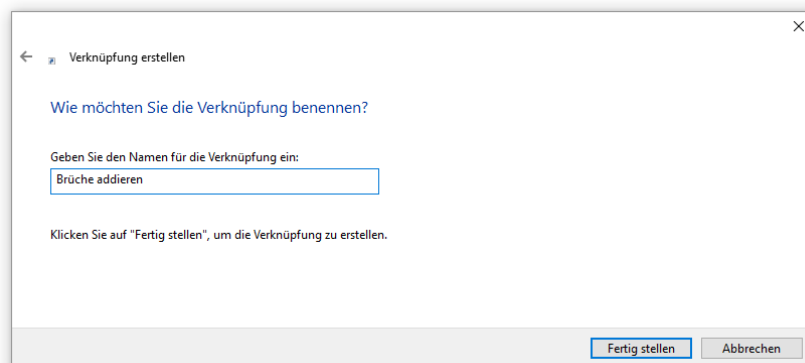 Verknüpfung erstellen
Wie möchten Sie die Verknüpfung benennen?
Geben Sie den Namen für die Verknüpfung ein:
Brüche addieren
Klicken Sie auf "Fertig stellen", um die Verknüpfung zu erstellen.
Fertig stellen Abbrechen